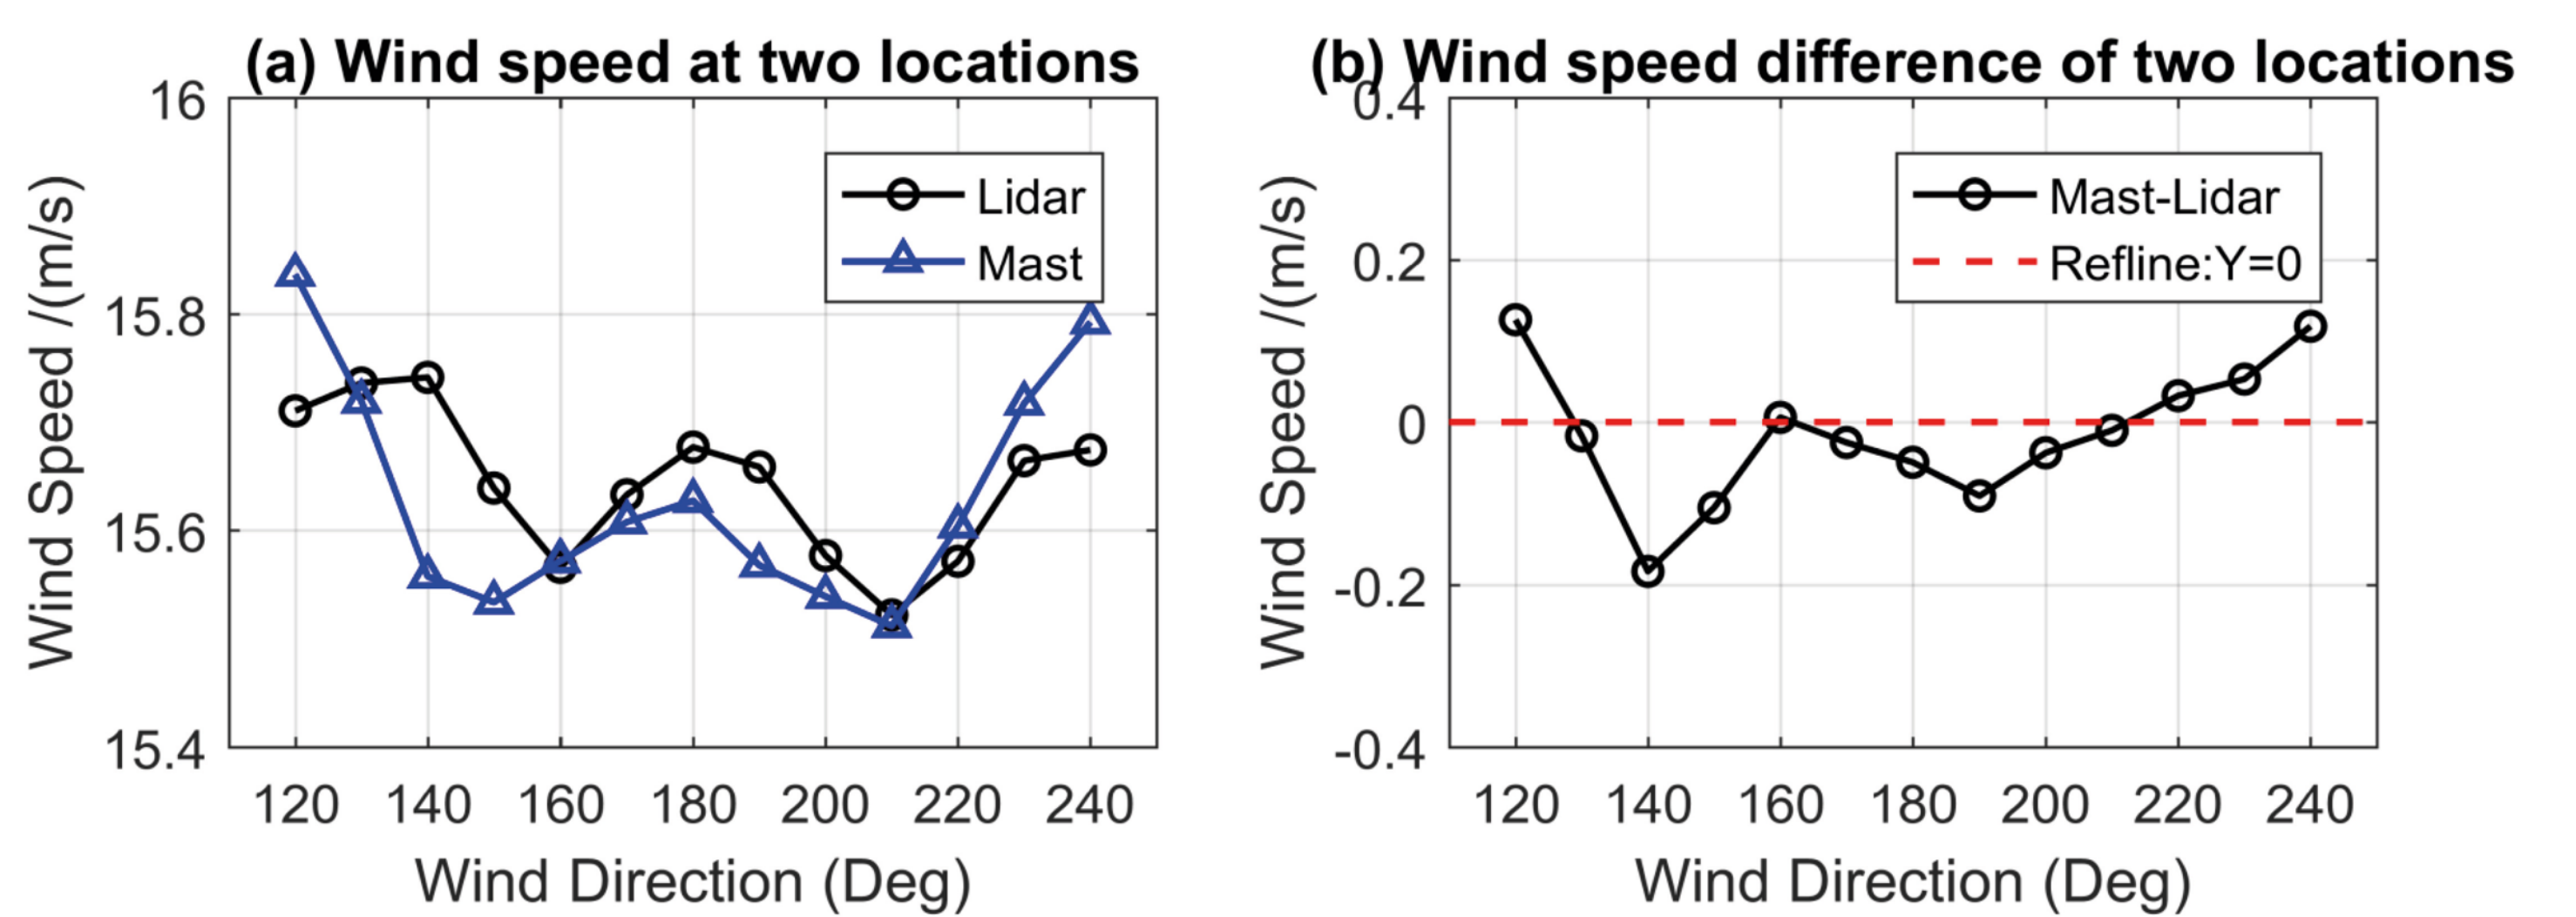 (a) Wind speed at two locations
16
15.8
15.6
15.4
Wind Speed /(m/s)
Lidar
Mast
120 140 160 180 200 220 240
Wind Direction (Deg)
(b) Wind speed difference of two locations
0.4
0.2
0
-0.2
-0.4
Wind Speed /(m/s)
Mast-Lidar
Refline:Y=0
120 140 160 180 200 220 240
Wind Direction (Deg)